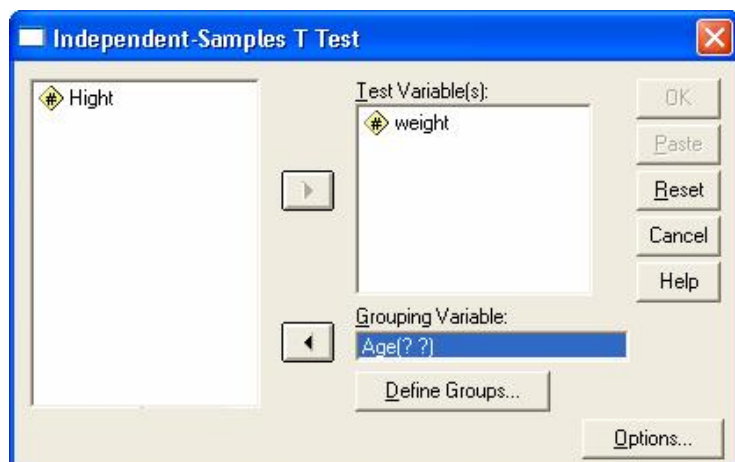 Independent-Samples T Test
Hight
Test Variable(s):
weight
OK
Paste
Reset
Cancel
Help
Grouping Variable:
Age(? ?)
Define Groups...
Options...